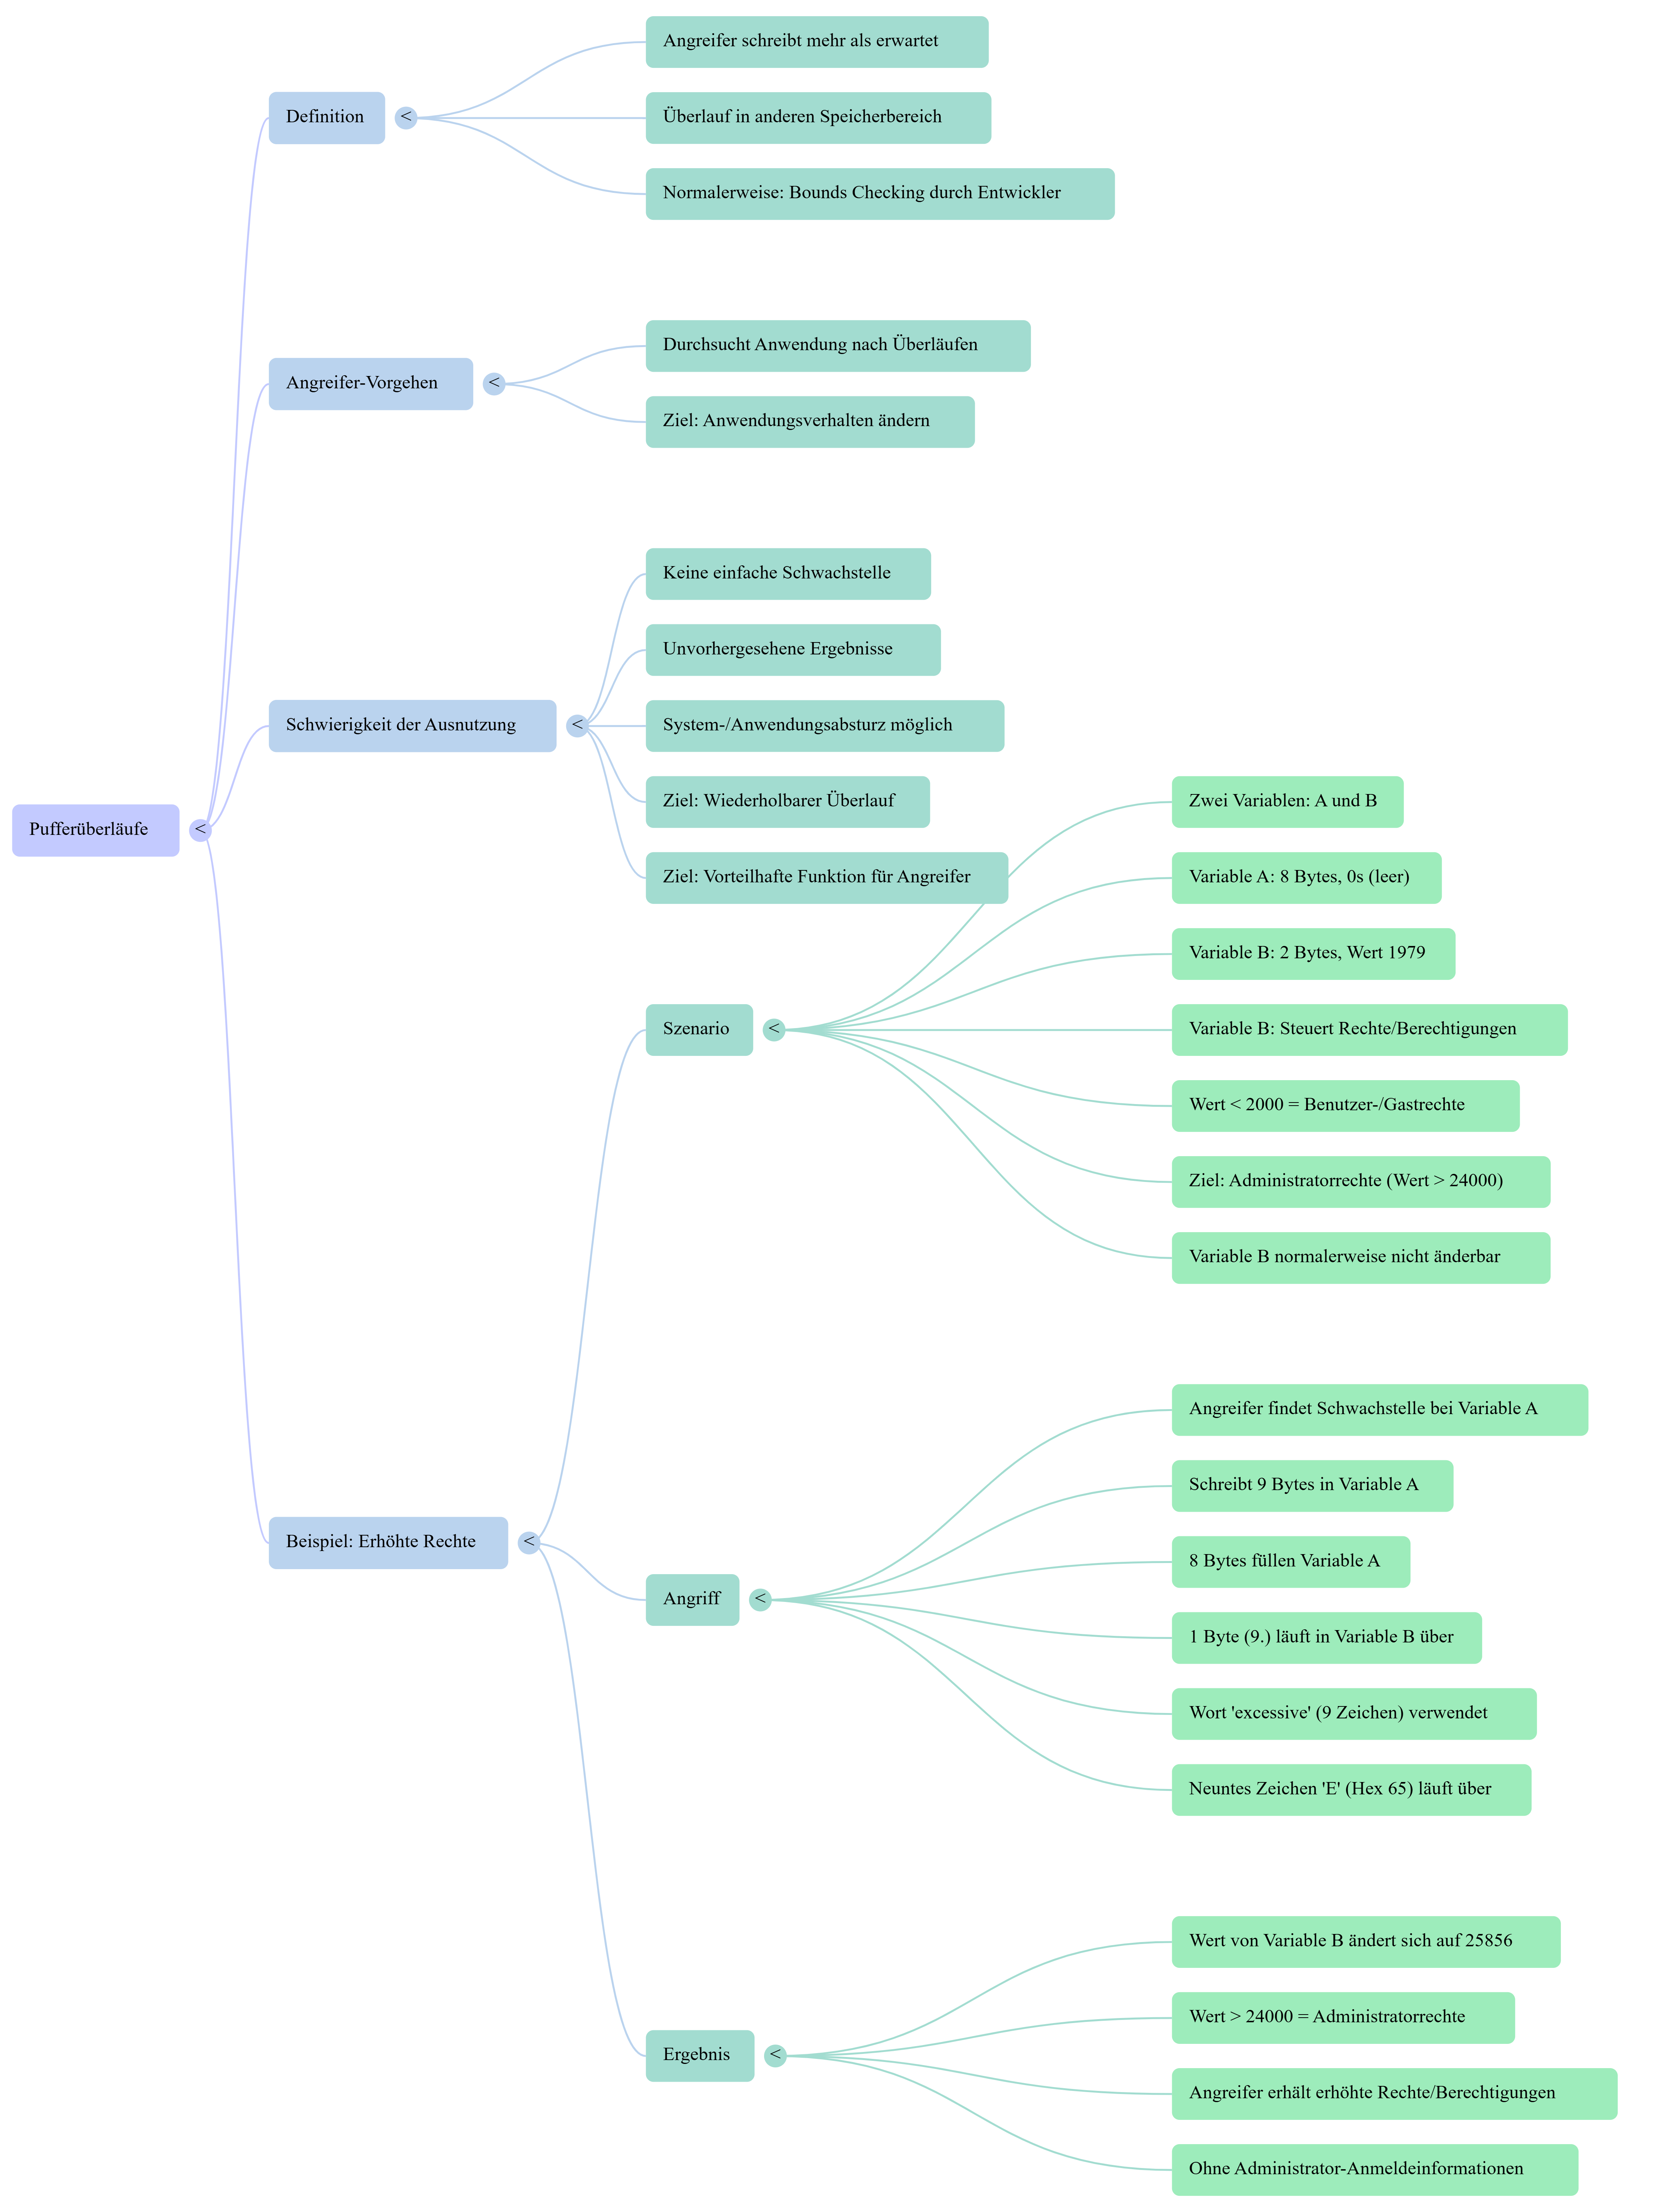 Pufferüberläufe
<
Definition
<
Angreifer schreibt mehr als erwartet
Überlauf in anderen Speicherbereich
Normalerweise: Bounds Checking durch Entwickler
Angreifer-Vorgehen
<
Durchsucht Anwendung nach Überläufen
Ziel: Anwendungsverhalten ändern
Schwierigkeit der Ausnutzung
<
Keine einfache Schwachstelle
Unvorhergesehene Ergebnisse
System-/Anwendungsabsturz möglich
Ziel: Wiederholbarer Überlauf
Ziel: Vorteilhafte Funktion für Angreifer
Beispiel: Erhöhte Rechte
<
Szenario
<
Zwei Variablen: A und B
Variable A: 8 Bytes, 0s (leer)
Variable B: 2 Bytes, Wert 1979
Variable B: Steuert Rechte/Berechtigungen
Wert < 2000 = Benutzer-/Gastrechte
Ziel: Administratorrechte (Wert > 24000)
Variable B normalerweise nicht änderbar
Angriff
<
Angreifer findet Schwachstelle bei Variable A
Schreibt 9 Bytes in Variable A
8 Bytes füllen Variable A
1 Byte (9.) läuft in Variable B über
Wort 'excessive' (9 Zeichen) verwendet
Neuntes Zeichen 'E' (Hex 65) läuft über
Ergebnis
<
Wert von Variable B ändert sich auf 25856
Wert > 24000 = Administratorrechte
Angreifer erhält erhöhte Rechte/Berechtigungen
Ohne Administrator-Anmeldeinformationen